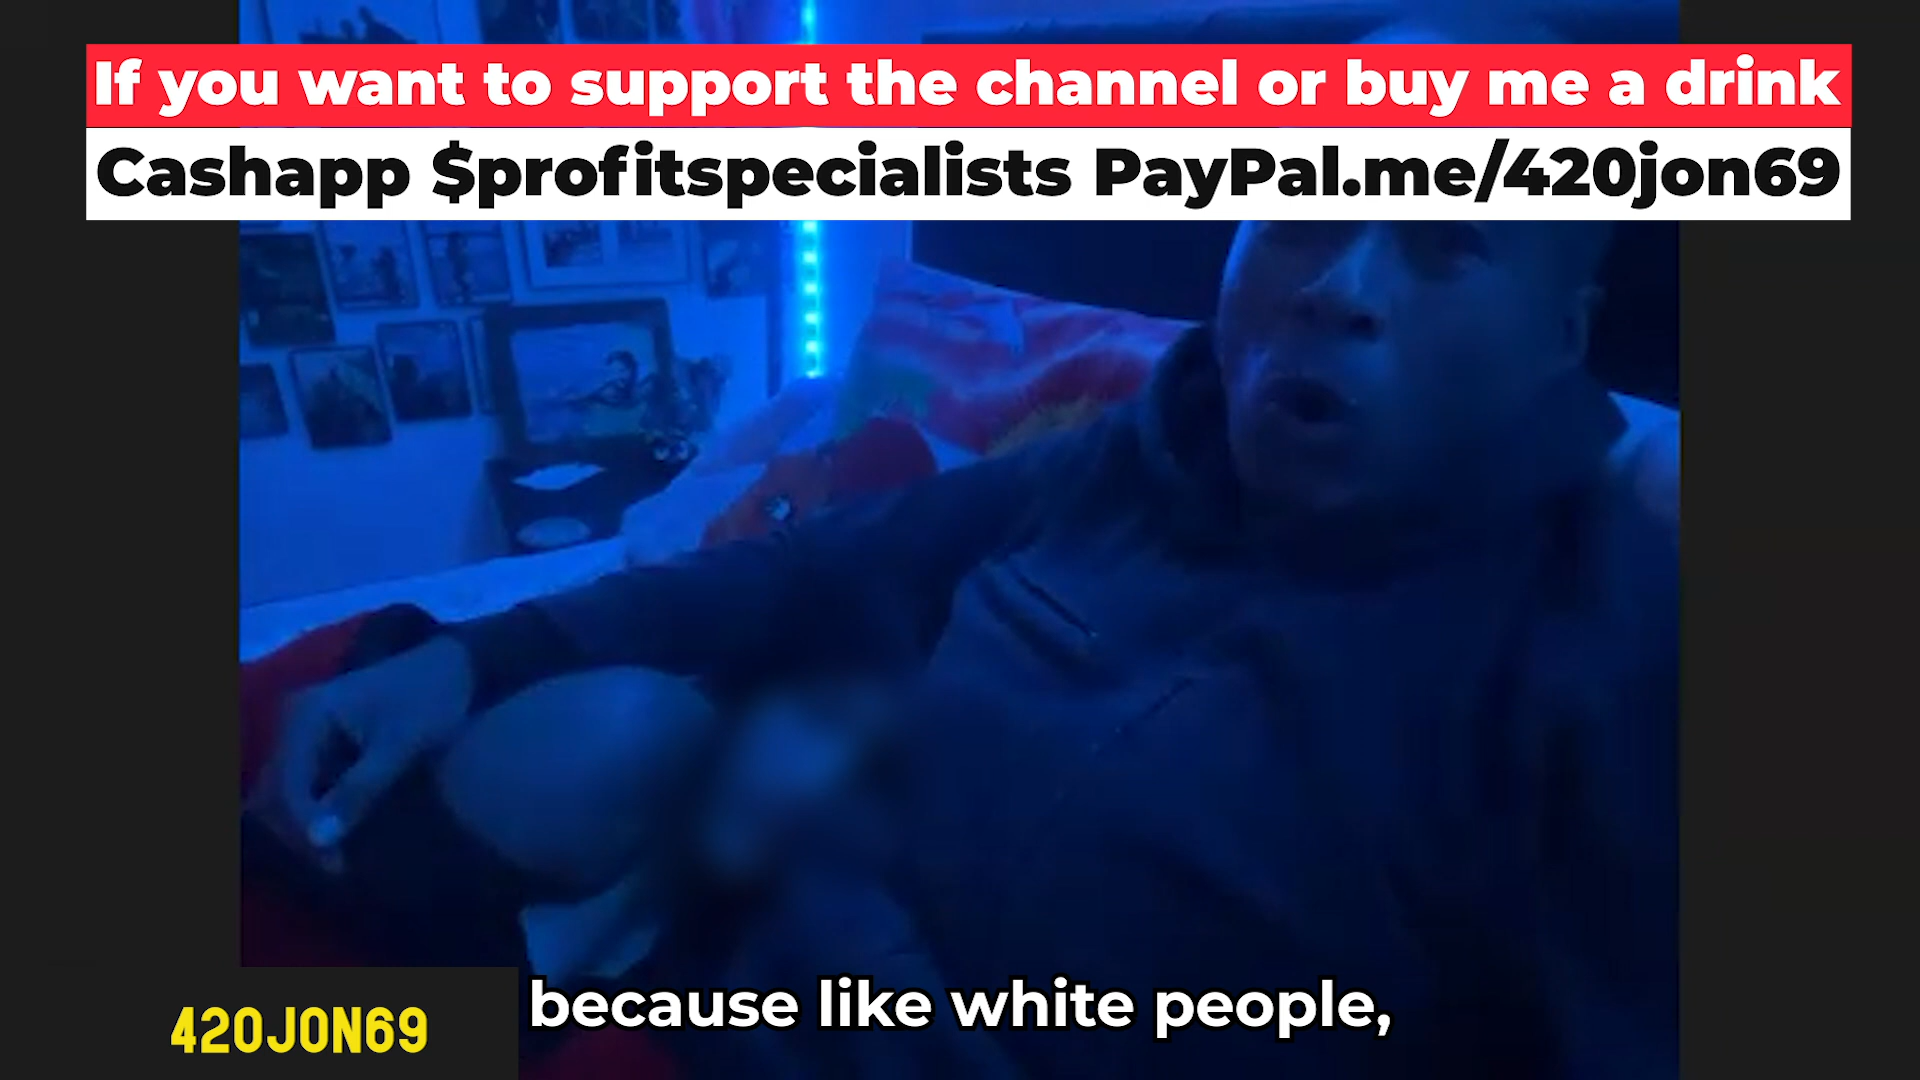 If you want to support the channel or buy me a drink
Cashapp $profitspecialists PayPal.me/420jon69
because like white people,
420JON69